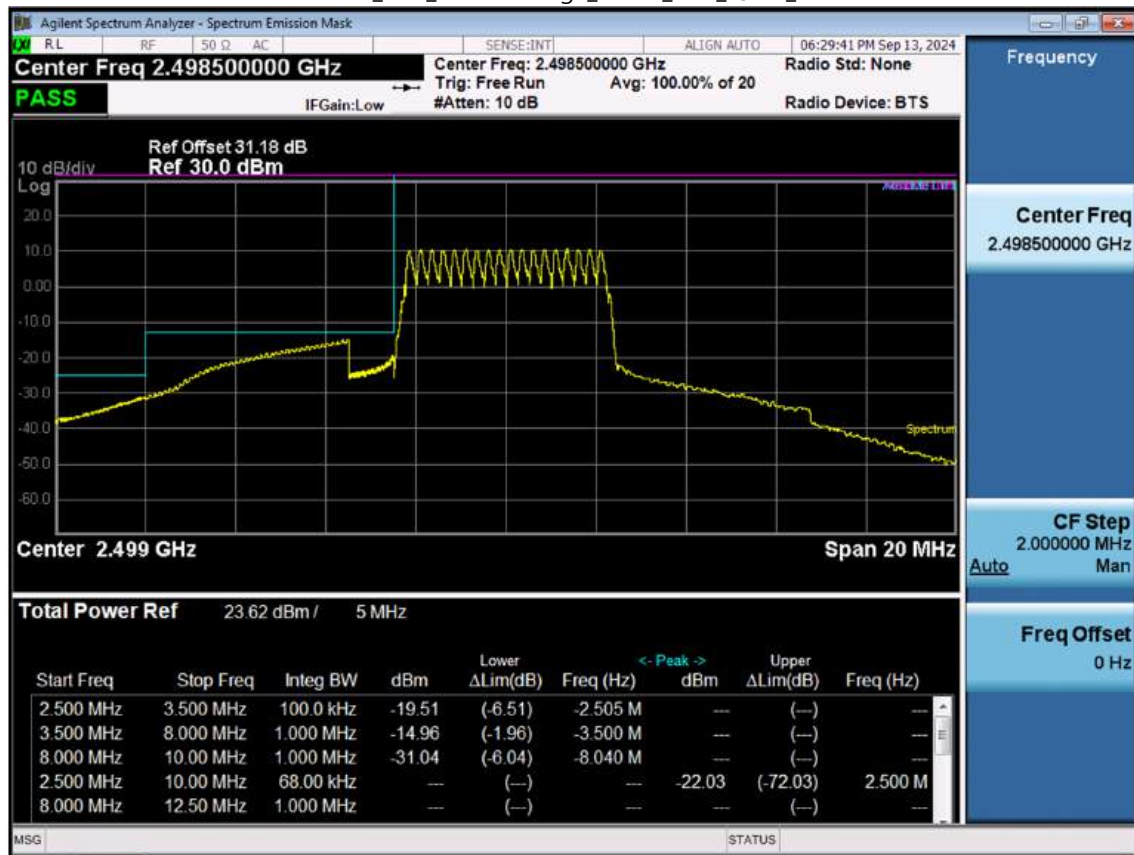 Agilent Spectrum Analyzer - Spectrum Emission Mask
RL RF 50 Ω AC SENSE:INT ALIGN AUTO 06:29:41 PM Sep 13, 2024
Center Freq 2.498500000 GHz Center Freq: 2.498500000 GHz Radio Std: None
Trig: Free Run Avg: 100.00% of 20
PASS IFGain:Low #Atten: 10 dB Radio Device: BTS
Ref Offset 31.18 dB
10 dB/div Ref 30.0 dBm
Log
20.0
10.0
0.00
-10.0
-20.0
-30.0
-40.0
Spectrum
-50.0
-60.0
Center 2.499 GHz Span 20 MHz
Total Power Ref 23.62 dBm / 5 MHz
Lower <- Peak -> Upper
Start Freq Stop Freq Integ BW dBm ΔLim(dB) Freq (Hz) dBm ΔLim(dB) Freq (Hz)
2.500 MHz 3.500 MHz 100.0 kHz -19.51 (-6.51) -2.505 M --- (---) ---
3.500 MHz 8.000 MHz 1.000 MHz -14.96 (-1.96) -3.500 M --- (---) ---
8.000 MHz 10.00 MHz 1.000 MHz -31.04 (-6.04) -8.040 M --- (---) ---
2.500 MHz 10.00 MHz 68.00 kHz --- (---) --- -22.03 (-72.03) 2.500 M
8.000 MHz 12.50 MHz 1.000 MHz --- (---) --- --- (---) ---
MSG STATUS
Frequency
Center Freq
2.498500000 GHz
CF Step
2.000000 MHz
Auto Man
Freq Offset
0 Hz